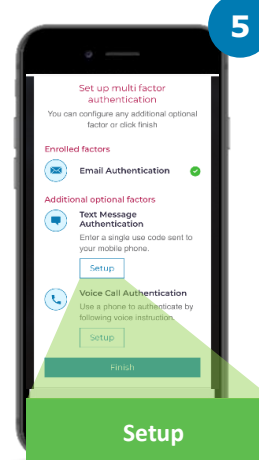 5
Set up multi factor
authentication
You can configure any additional optional
factor or click finish
Enrolled factors
Email Authentication
Additional optional factors
Text Message
Authentication
Enter a single use code sent to
your mobile phone.
Setup
Voice Call Authentication
Use a phone to authenticate by
following voice instruction.
Setup
Finish
Setup